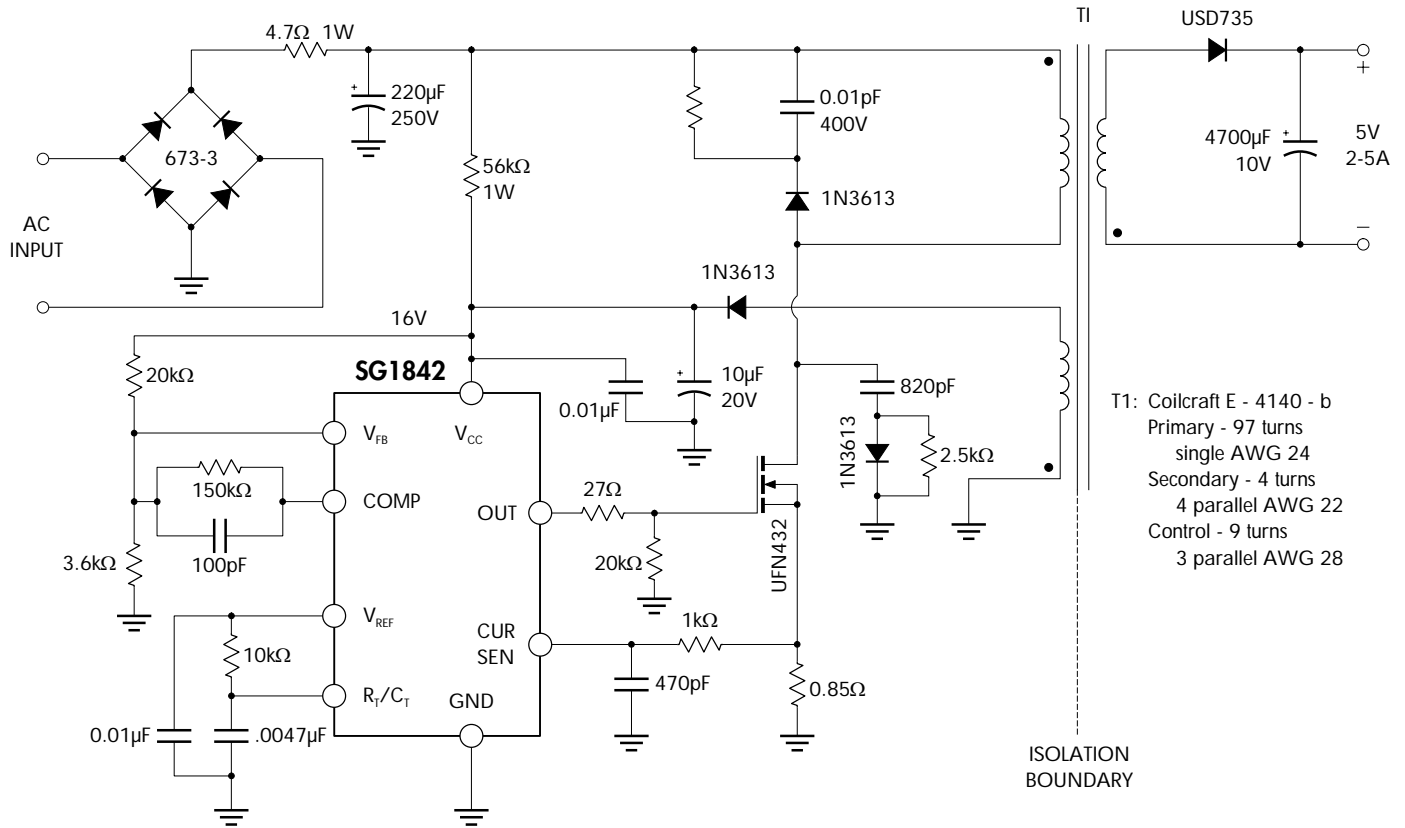 4.7Ω 1W
TI
USD735
220µF
250V
0.01pF
400V
4700µF
10V
5V
2-5A
+
–
673-3
56kΩ
1W
1N3613
AC
INPUT
1N3613
16V
20kΩ
SG1842
0.01µF
10µF
20V
820pF
1N3613
2.5kΩ
T1: Coilcraft E - 4140 - b
Primary - 97 turns
single AWG 24
Secondary - 4 turns
4 parallel AWG 22
Control - 9 turns
3 parallel AWG 28
VFB
VCC
150kΩ
COMP
OUT
27Ω
100pF
3.6kΩ
20kΩ
UFN432
VREF
10kΩ
CUR
SEN
1kΩ
470pF
0.85Ω
RT/CT
GND
0.01µF
.0047µF
ISOLATION
BOUNDARY